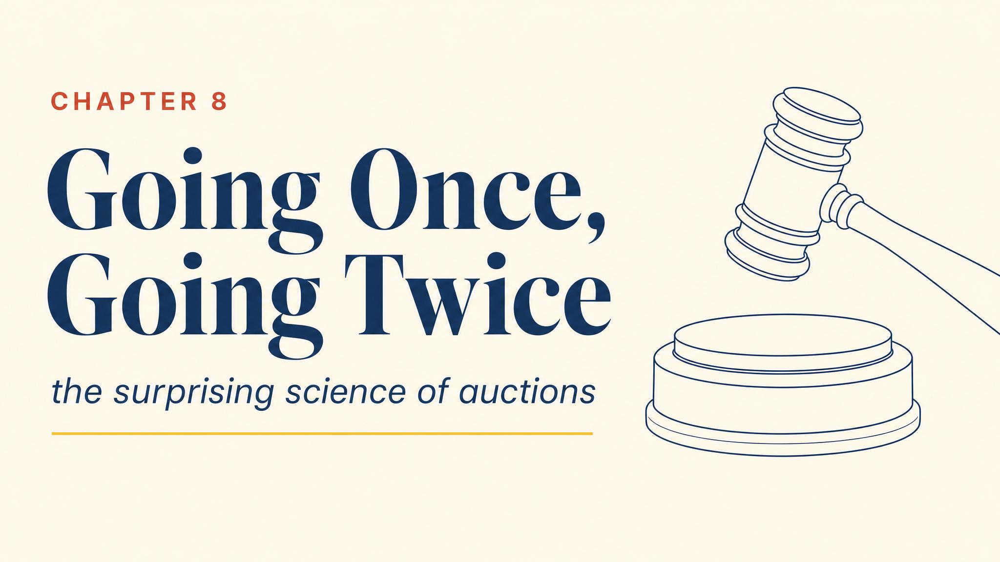 CHAPTER 8
Going Once,
Going Twice
the surprising science of auctions